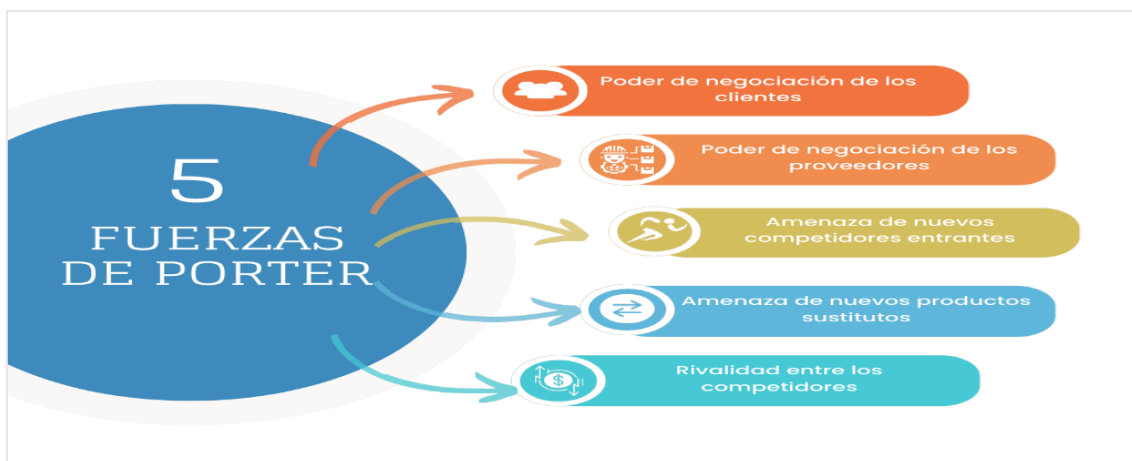 5
FUERZAS
DE PORTER
Poder de negociación de los
clientes
Poder de negociación de los
proveedores
Amenaza de nuevos
competidores entrantes
Amenaza de nuevos productos
sustitutos
Rivalidad entre los
competidores
$